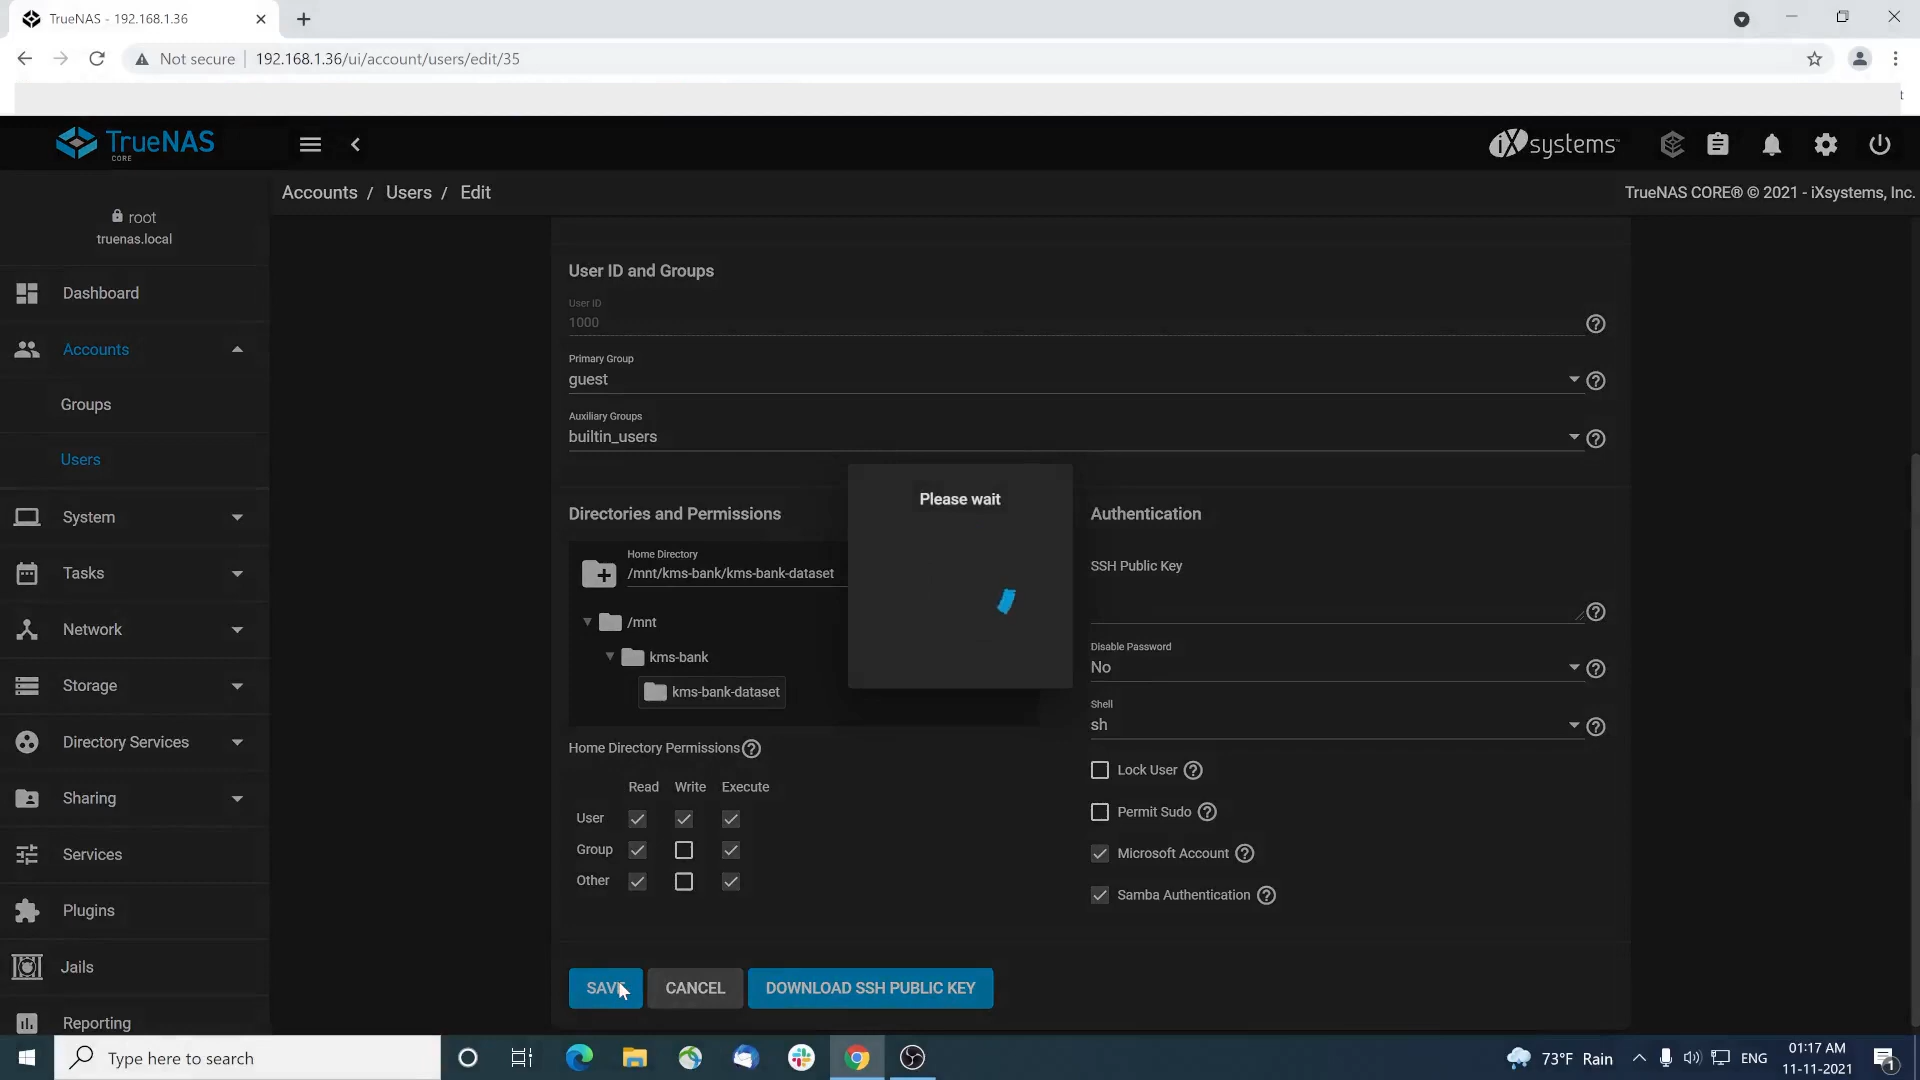 TrueNAS - 192.168.1.36
Not secure
192.168.1.36/ui/account/users/edit/35
TrueNAS
CORE
iXsystems™
Accounts / Users / Edit
TrueNAS CORE® © 2021 - iXsystems, Inc.
root
truenas.local
Dashboard
Accounts
Groups
Users
System
Tasks
Network
Storage
Directory Services
Sharing
Services
Plugins
Jails
Reporting
User ID and Groups
User ID
1000
Primary Group
guest
Auxiliary Groups
builtin_users
Directories and Permissions
Home Directory
/mnt/kms-bank/kms-bank-dataset
/mnt
kms-bank
kms-bank-dataset
Home Directory Permissions
Read Write Execute
User
Group
Other
Please wait
Authentication
SSH Public Key
Disable Password
No
Shell
sh
Lock User
Permit Sudo
Microsoft Account
Samba Authentication
SAVE
CANCEL
DOWNLOAD SSH PUBLIC KEY
Type here to search
73°F Rain
ENG
01:17 AM
11-11-2021
1